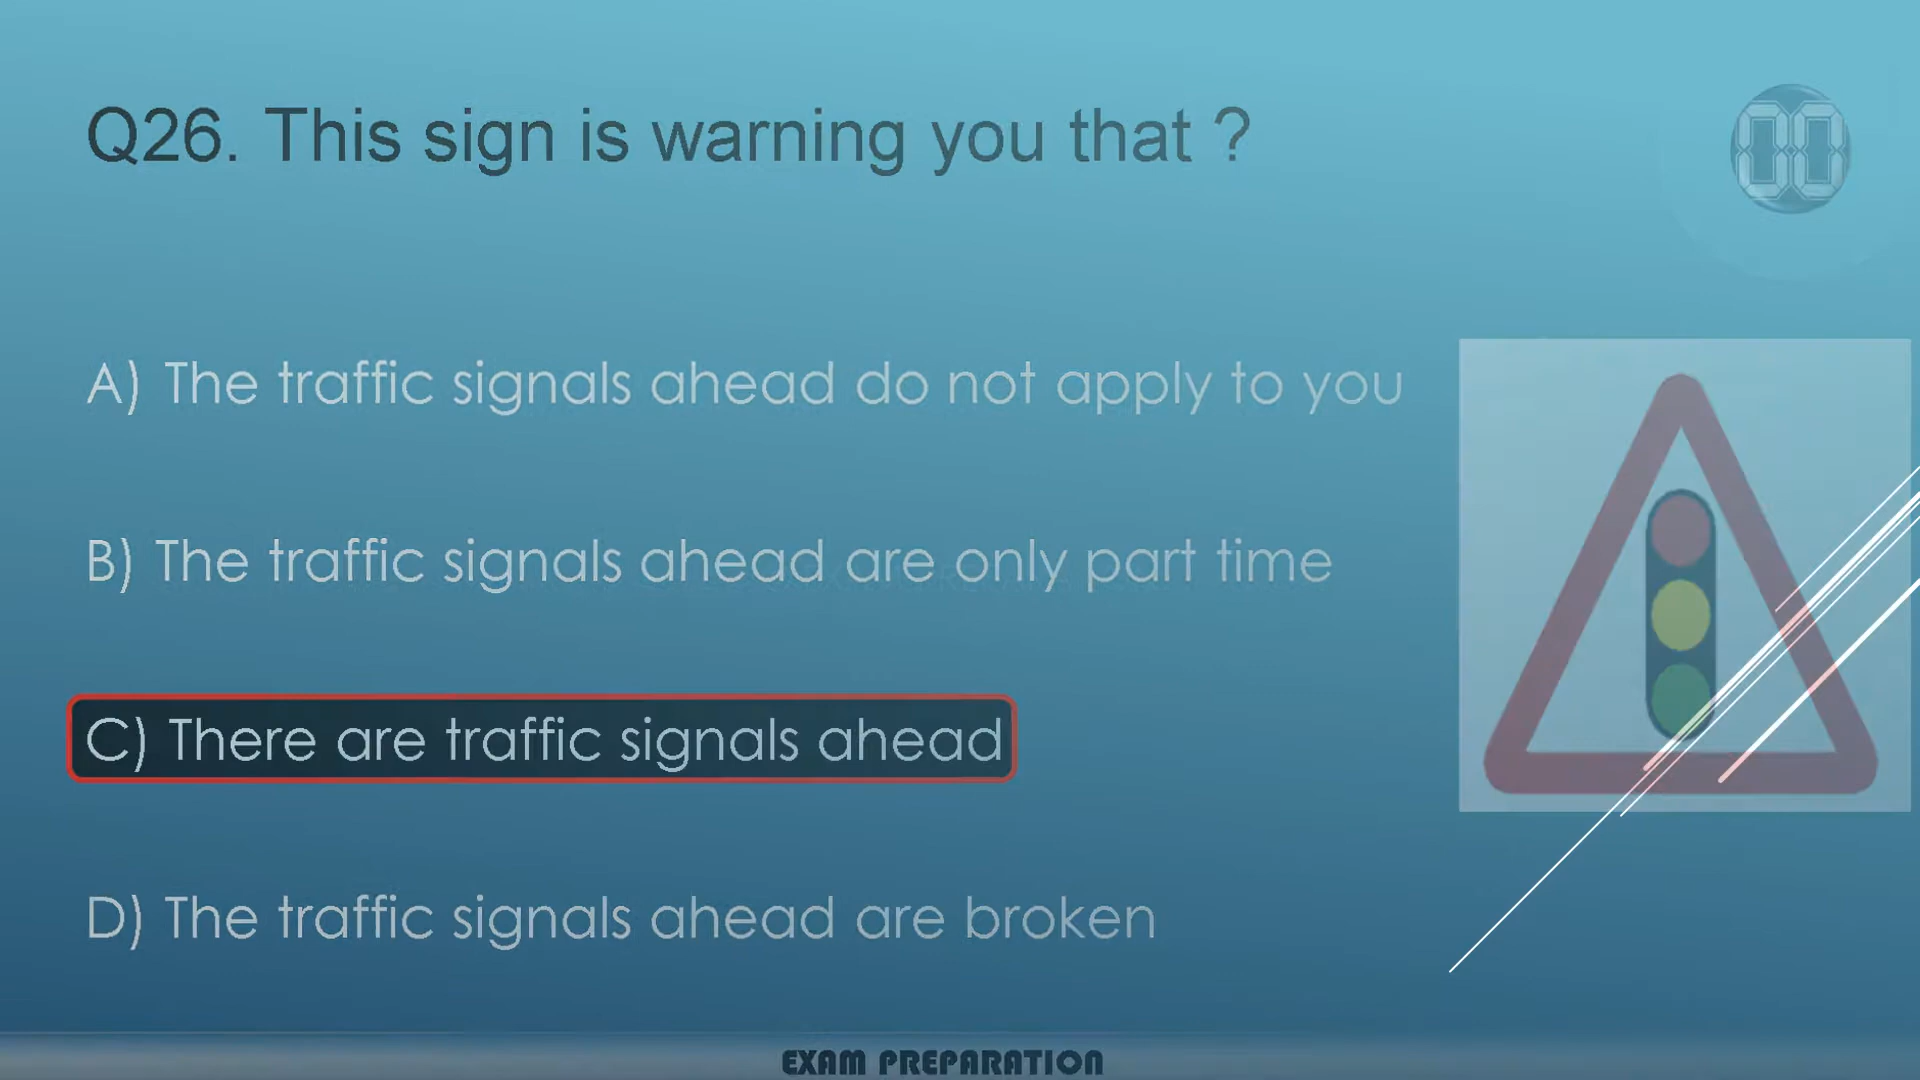 Q26. This sign is warning you that ?
00
A) The traffic signals ahead do not apply to you
B) The traffic signals ahead are only part time
C) There are traffic signals ahead
D) The traffic signals ahead are broken
EXAM PREPARATION